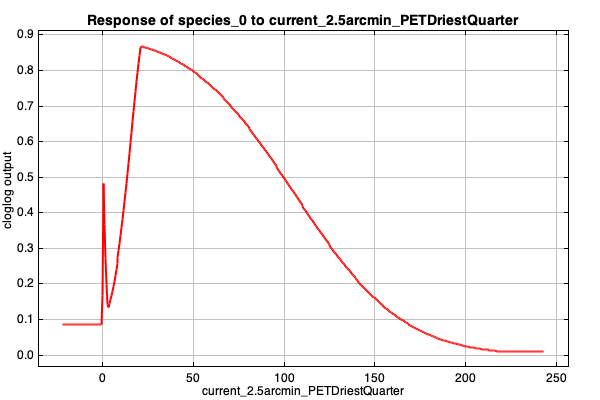 Response of species_0 to current_2.5arcmin_PETDriestQuarter
cloglog output
0.9
0.8
0.7
0.6
0.5
0.4
0.3
0.2
0.1
0.0
0 50 100 150 200 250
current_2.5arcmin_PETDriestQuarter